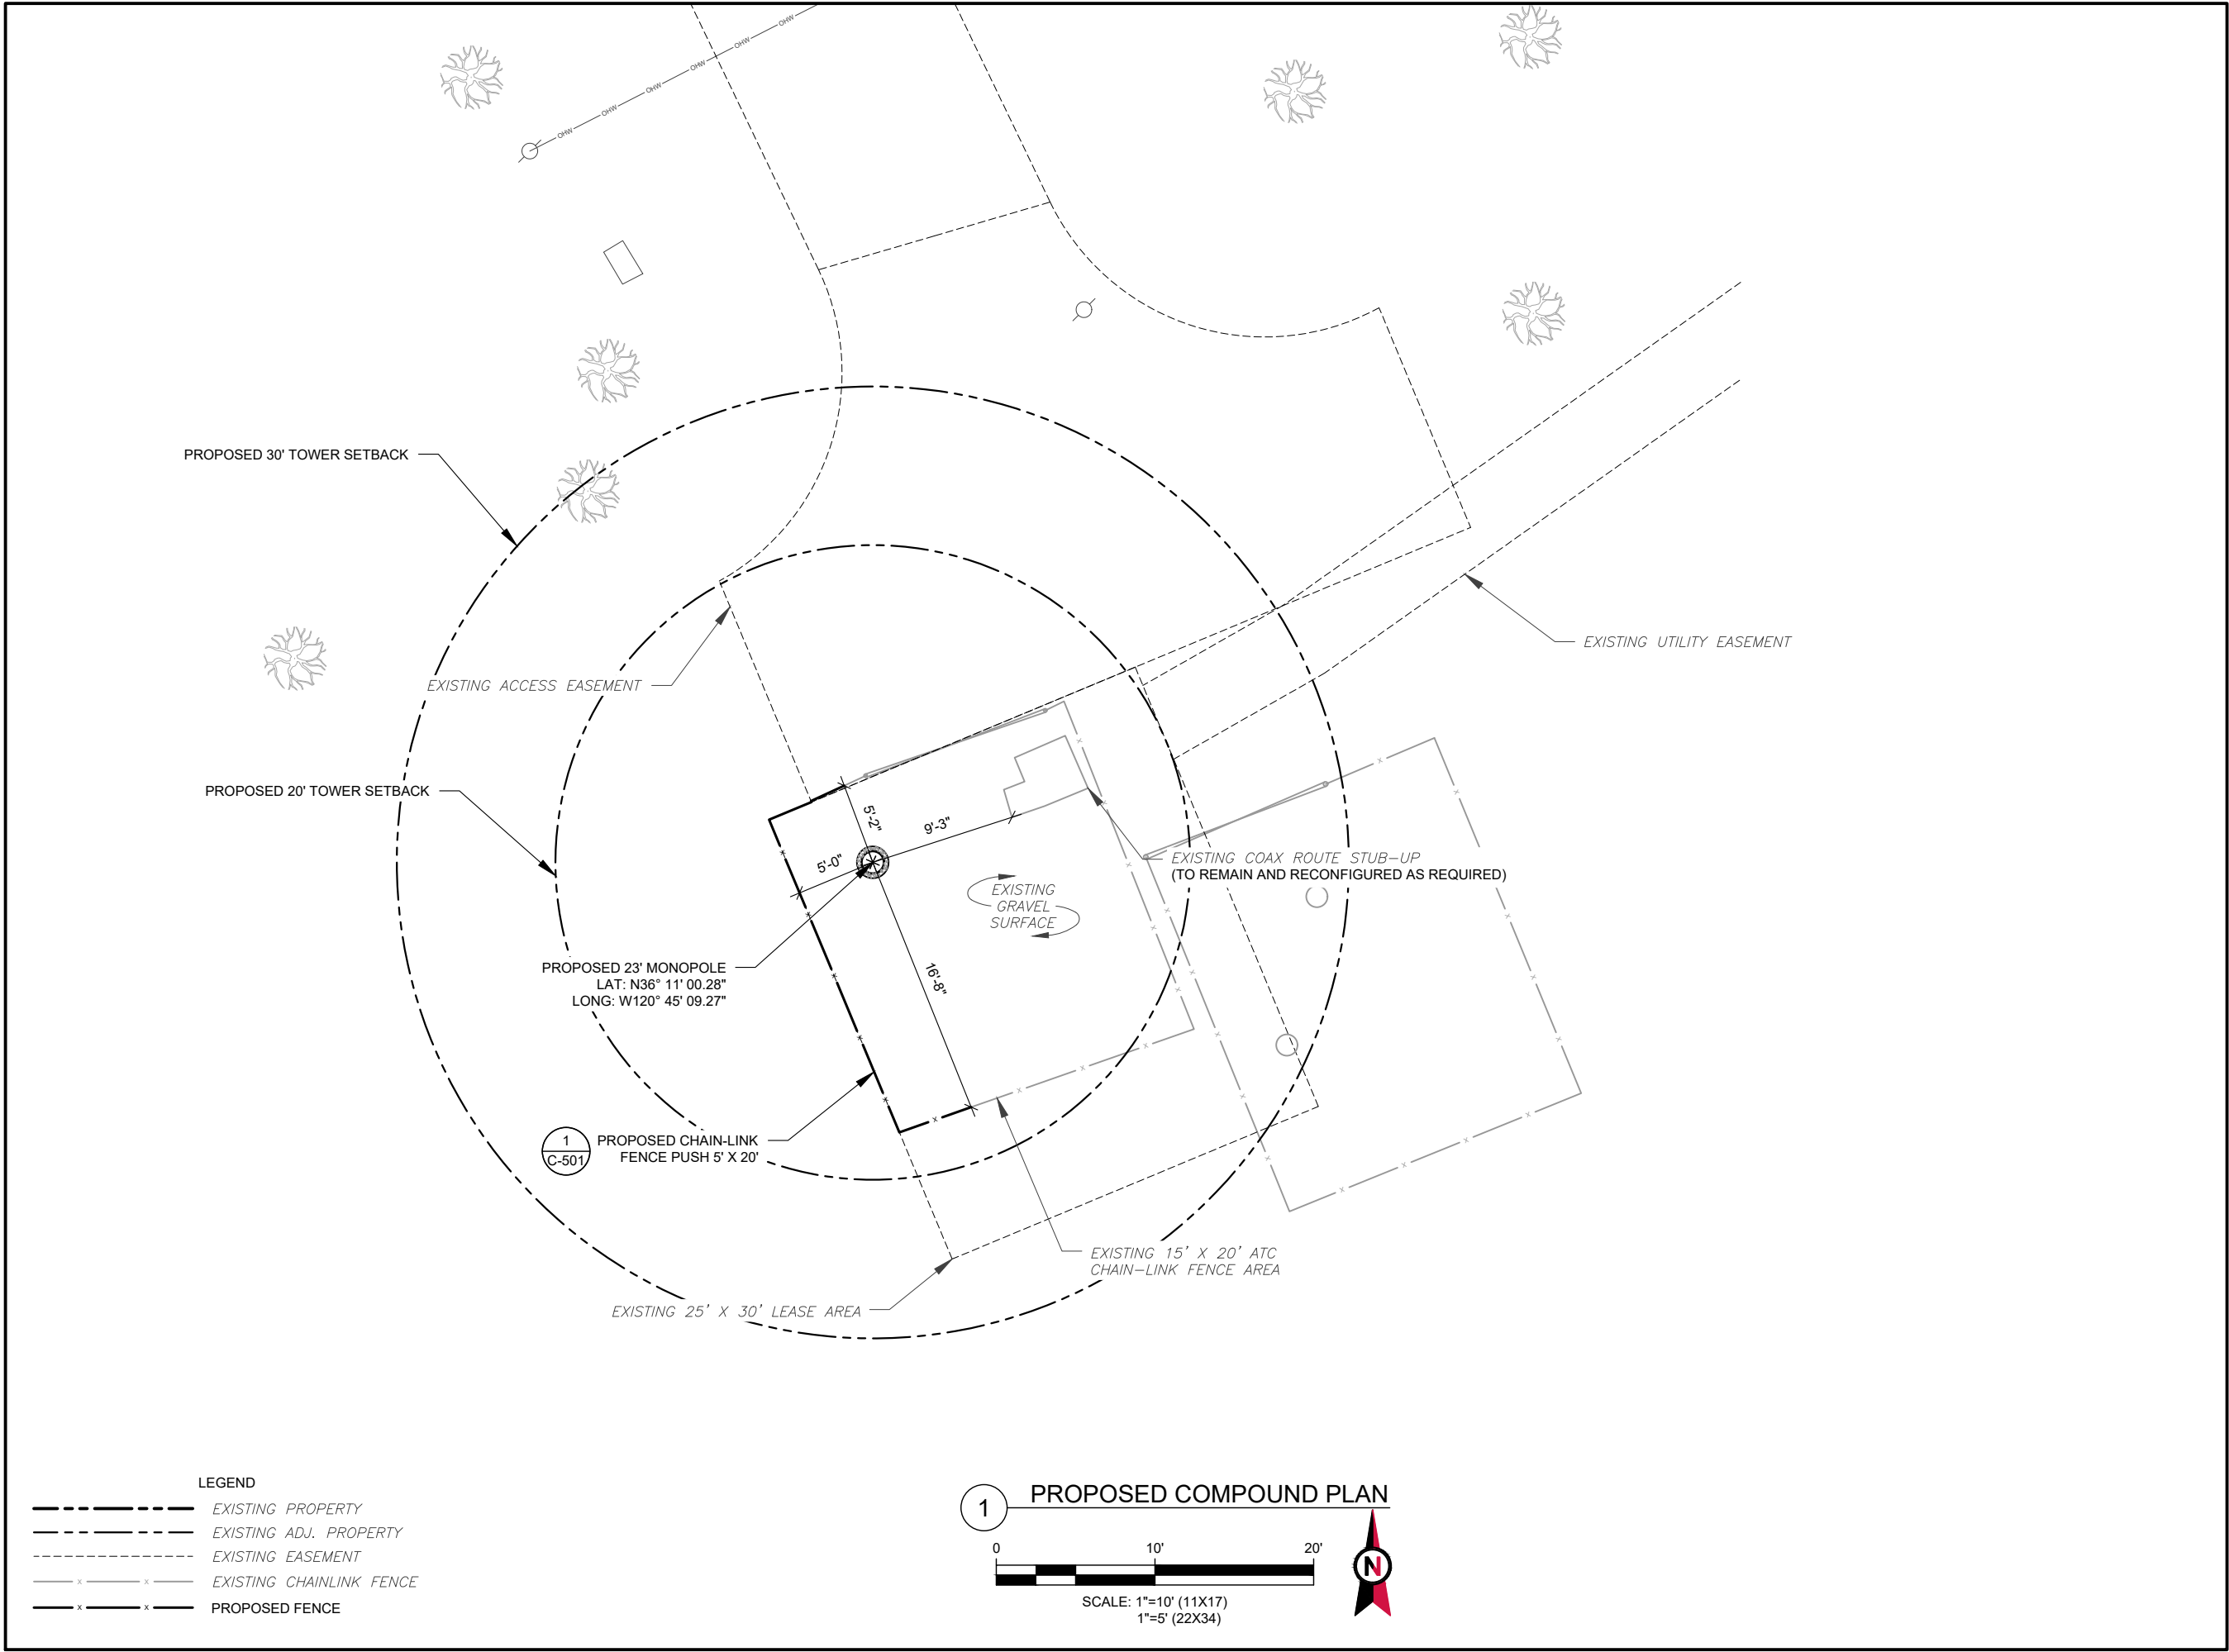 OHW
OHW
OHW
OHW
OHW
OHW
PROPOSED 30' TOWER SETBACK
EXISTING UTILITY EASEMENT
EXISTING ACCESS EASEMENT
PROPOSED 20' TOWER SETBACK
5'-2"
9'-3"
5'-0"
EXISTING COAX ROUTE STUB-UP
(TO REMAIN AND RECONFIGURED AS REQUIRED)
EXISTING
GRAVEL
SURFACE
PROPOSED 23' MONOPOLE
LAT: N36° 11' 00.28"
LONG: W120° 45' 09.27"
16'-8"
1
C-501
PROPOSED CHAIN-LINK
FENCE PUSH 5' X 20'
EXISTING 15' X 20' ATC
CHAIN-LINK FENCE AREA
EXISTING 25' X 30' LEASE AREA
LEGEND
EXISTING PROPERTY
EXISTING ADJ. PROPERTY
EXISTING EASEMENT
EXISTING CHAINLINK FENCE
PROPOSED FENCE
1
PROPOSED COMPOUND PLAN
0 10' 20'
SCALE: 1"=10' (11X17)
1"=5' (22X34)
N